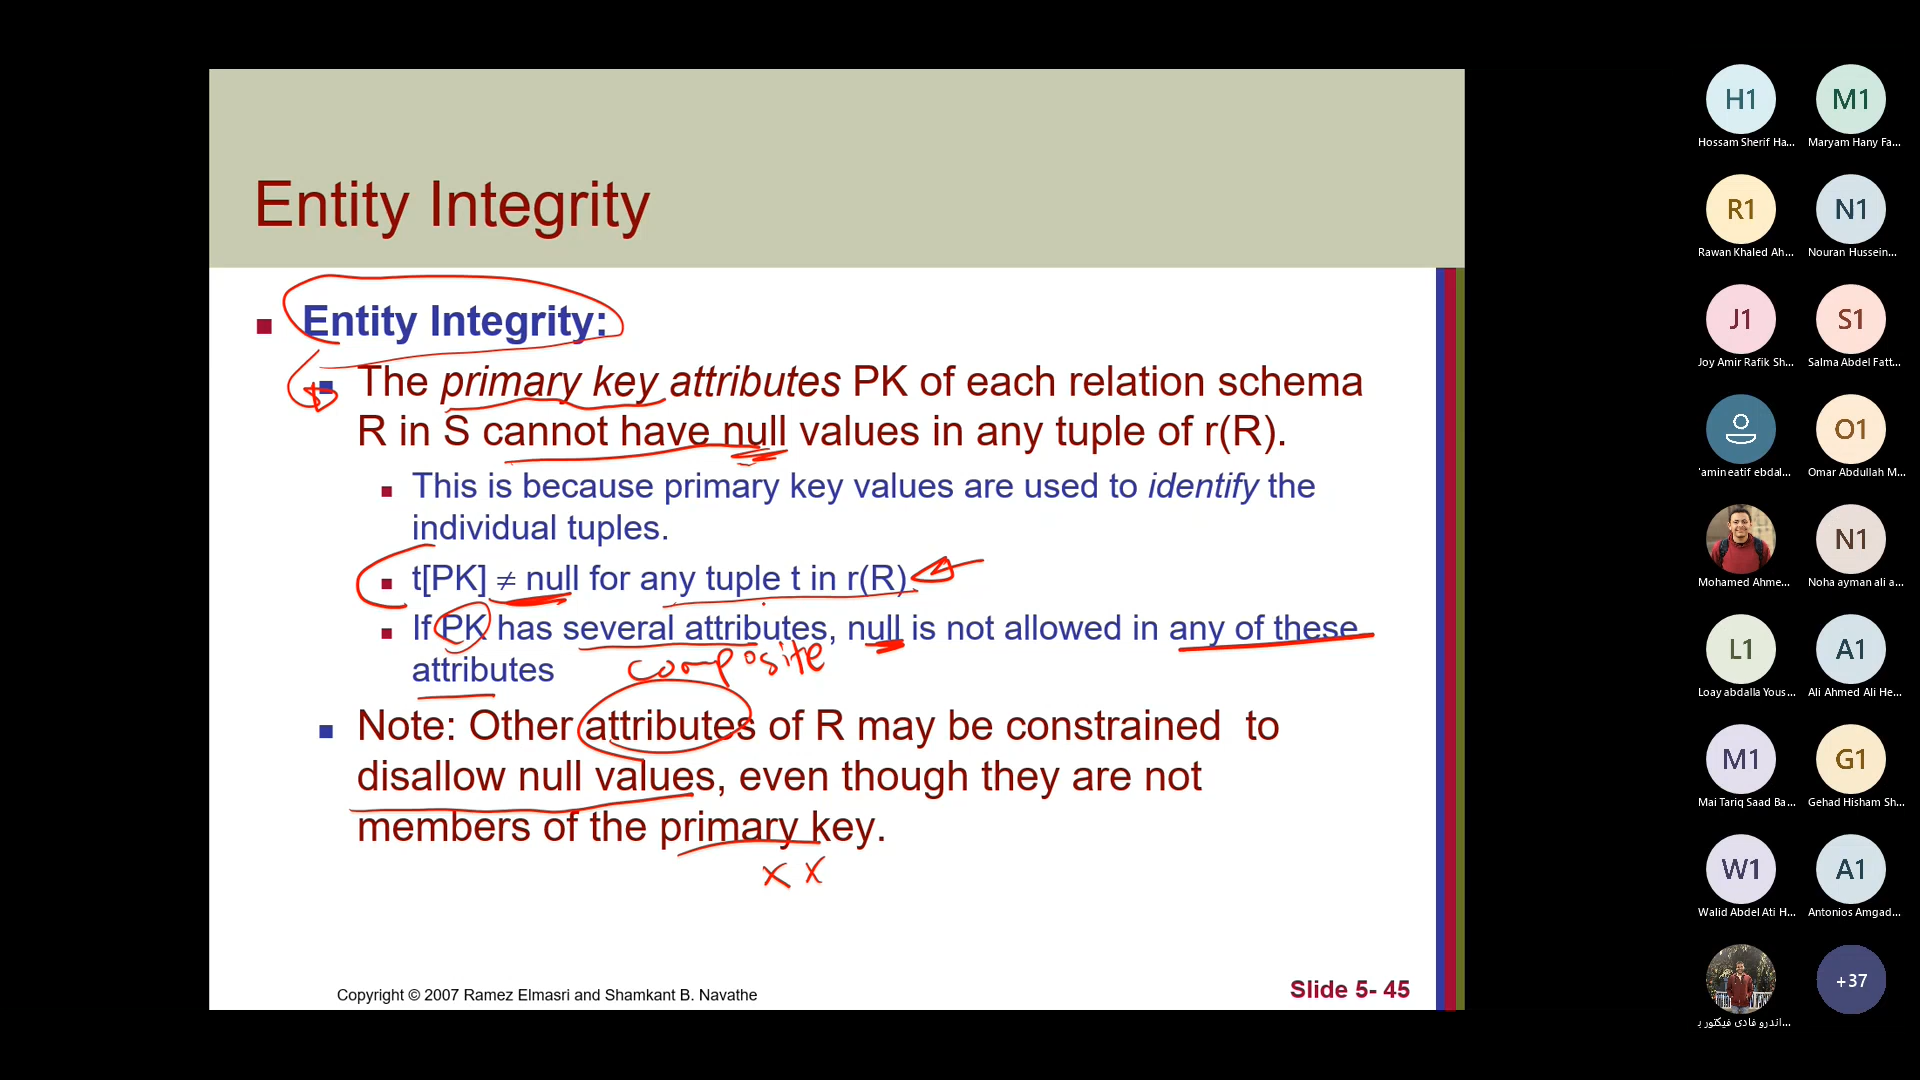 Entity Integrity
Entity Integrity:
The primary key attributes PK of each relation schema
R in S cannot have null values in any tuple of r(R).
This is because primary key values are used to identify the
individual tuples.
t[PK] ≠ null for any tuple t in r(R)
If PK has several attributes, null is not allowed in any of these
attributes
composite
Note: Other attributes of R may be constrained to
disallow null values, even though they are not
members of the primary key.
x x
Copyright © 2007 Ramez Elmasri and Shamkant B. Navathe
Slide 5- 45
H1 M1
Hossam Sherif Ha... Maryam Hany Fa...
R1 N1
Rawan Khaled Ah... Nouran Hussein...
J1 S1
Joy Amir Rafik Sh... Salma Abdel Fatt...
O1
'amin eatif ebdal... Omar Abdullah M...
N1
Mohamed Ahme... Noha ayman ali a...
L1 A1
Loay abdalla Yous... Ali Ahmed Ali He...
M1 G1
Mai Tariq Saad Ba... Gehad Hisham Sh...
W1 A1
Walid Abdel Ati H... Antonios Amgad...
+37
اندرو فادى فيكتور ب...